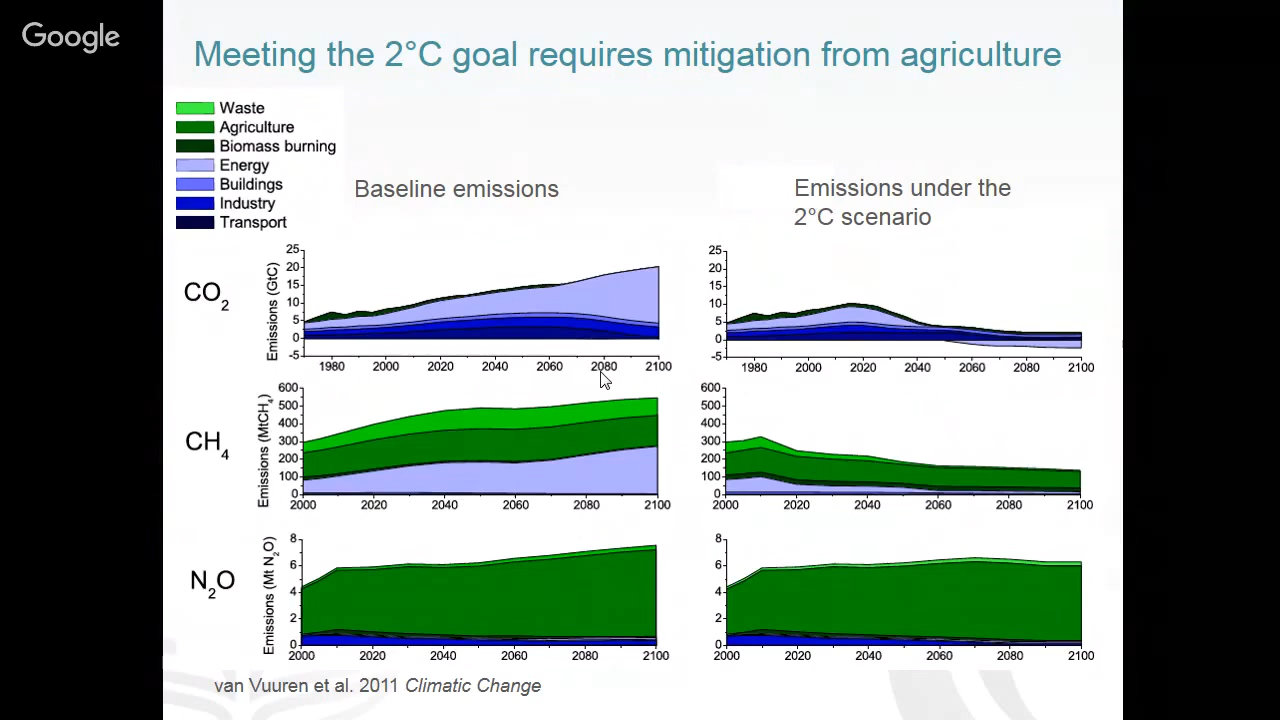 Google
Meeting the 2°C goal requires mitigation from agriculture
Waste
Agriculture
Biomass burning
Energy
Buildings
Industry
Transport
Baseline emissions
Emissions under the
2°C scenario
CO2
Emissions (GtC)
25
20
15
10
5
0
-5
1980 2000 2020 2040 2060 2080 2100
25
20
15
10
5
0
-5
1980 2000 2020 2040 2060 2080 2100
CH4
Emissions (MtCH4)
600
500
400
300
200
100
0
2000 2020 2040 2060 2080 2100
600
500
400
300
200
100
0
2000 2020 2040 2060 2080 2100
N2O
Emissions (Mt N2O)
8
6
4
2
0
2000 2020 2040 2060 2080 2100
8
6
4
2
0
2000 2020 2040 2060 2080 2100
van Vuuren et al. 2011 Climatic Change